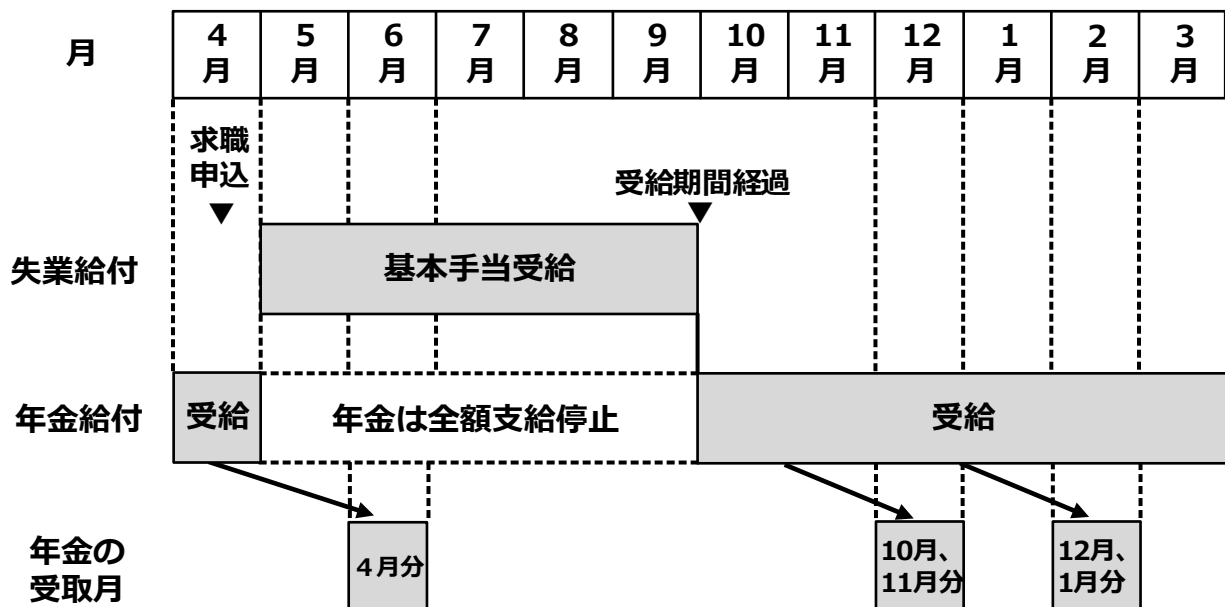 月
4
月
5
月
6
月
7
月
8
月
9
月
10
月
11
月
12
月
1
月
2
月
3
月
求職
申込
▼
受給期間経過
▼
失業給付
基本手当受給
年金給付
受給
年金は全額支給停止
受給
年金の
受取月
4月分
10月、
11月分
12月、
1月分